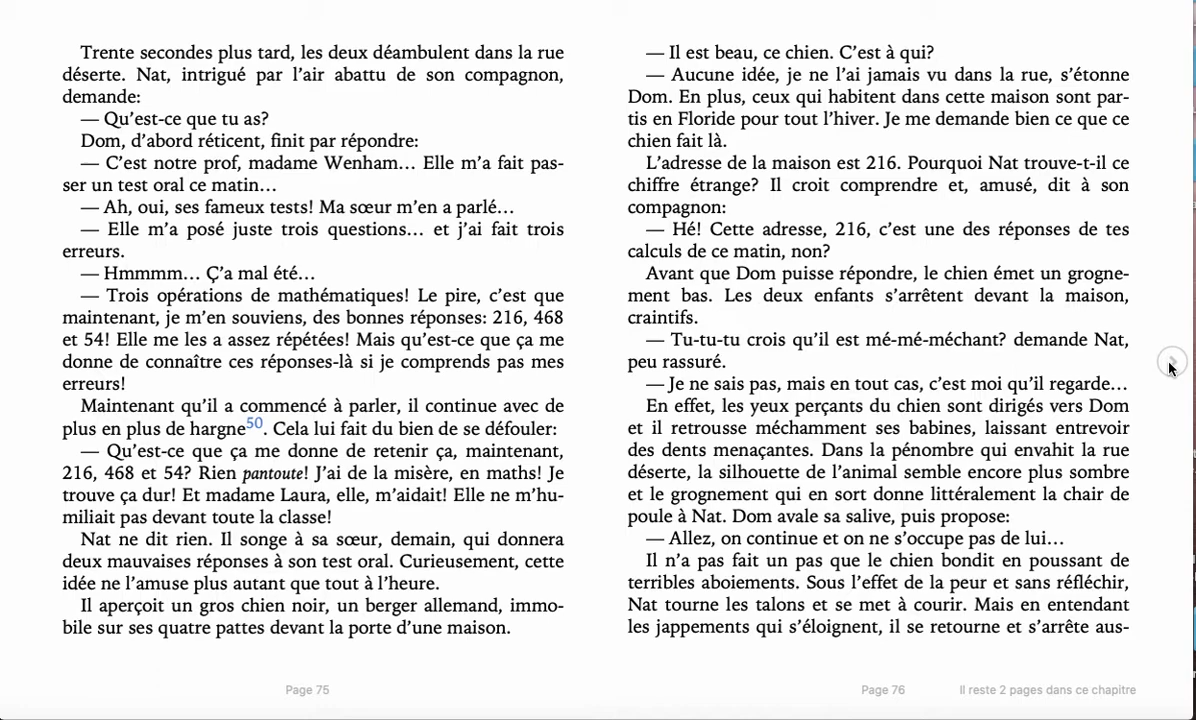 Trente secondes plus tard, les deux déambulent dans la rue
déserte. Nat, intrigué par l’air abattu de son compagnon,
demande:
— Qu’est-ce que tu as?
Dom, d’abord réticent, finit par répondre:
— C’est notre prof, madame Wenham… Elle m’a fait pas-
ser un test oral ce matin…
— Ah, oui, ses fameux tests! Ma sœur m’en a parlé…
— Elle m’a posé juste trois questions… et j’ai fait trois
erreurs.
— Hmmmm… Ç’a mal été…
— Trois opérations de mathématiques! Le pire, c’est que
maintenant, je m’en souviens, des bonnes réponses: 216, 468
et 54! Elle me les a assez répétées! Mais qu’est-ce que ça me
donne de connaître ces réponses-là si je comprends pas mes
erreurs!
Maintenant qu’il a commencé à parler, il continue avec de
plus en plus de hargne50. Cela lui fait du bien de se défouler:
— Qu’est-ce que ça me donne de retenir ça, maintenant,
216, 468 et 54? Rien pantoute! J’ai de la misère, en maths! Je
trouve ça dur! Et madame Laura, elle, m’aidait! Elle ne m’hu-
miliait pas devant toute la classe!
Nat ne dit rien. Il songe à sa sœur, demain, qui donnera
deux mauvaises réponses à son test oral. Curieusement, cette
idée ne l’amuse plus autant que tout à l’heure.
Il aperçoit un gros chien noir, un berger allemand, immo-
bile sur ses quatre pattes devant la porte d’une maison.
Page 75
— Il est beau, ce chien. C’est à qui?
— Aucune idée, je ne l’ai jamais vu dans la rue, s’étonne
Dom. En plus, ceux qui habitent dans cette maison sont par-
tis en Floride pour tout l’hiver. Je me demande bien ce que ce
chien fait là.
L’adresse de la maison est 216. Pourquoi Nat trouve-t-il ce
chiffre étrange? Il croit comprendre et, amusé, dit à son
compagnon:
— Hé! Cette adresse, 216, c’est une des réponses de tes
calculs de ce matin, non?
Avant que Dom puisse répondre, le chien émet un grogne-
ment bas. Les deux enfants s’arrêtent devant la maison,
craintifs.
— Tu-tu-tu crois qu’il est mé-mé-méchant? demande Nat,
peu rassuré.
— Je ne sais pas, mais en tout cas, c’est moi qu’il regarde…
En effet, les yeux perçants du chien sont dirigés vers Dom
et il retrousse méchamment ses babines, laissant entrevoir
des dents menaçantes. Dans la pénombre qui envahit la rue
déserte, la silhouette de l’animal semble encore plus sombre
et le grognement qui en sort donne littéralement la chair de
poule à Nat. Dom avale sa salive, puis propose:
— Allez, on continue et on ne s’occupe pas de lui…
Il n’a pas fait un pas que le chien bondit en poussant de
terribles aboiements. Sous l’effet de la peur et sans réfléchir,
Nat tourne les talons et se met à courir. Mais en entendant
les jappements qui s’éloignent, il se retourne et s’arrête aus-
Page 76
Il reste 2 pages dans ce chapitre